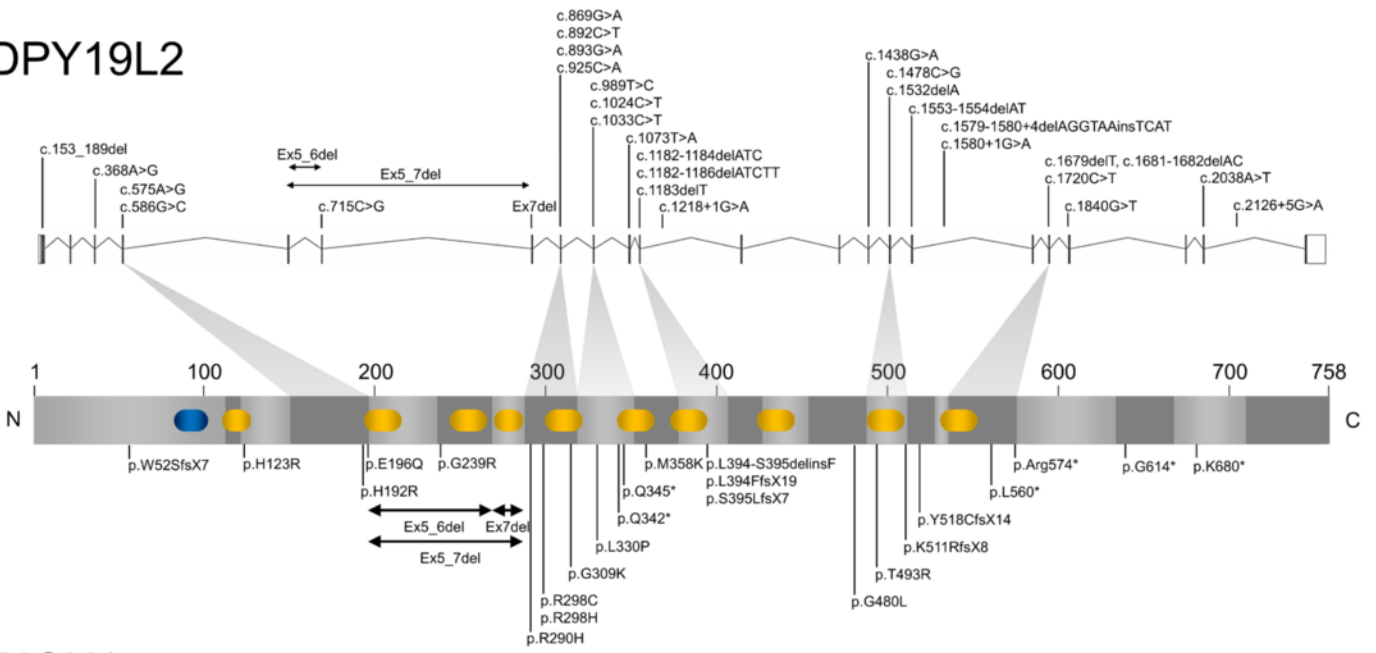 DPY19L2
c.869G>A
c.892C>T
c.893G>A
c.925C>A
c.989T>C
c.1024C>T
c.1033C>T
c.1073T>A
c.1182-1184delATC
c.1182-1186delATCTT
c.1183delT
c.1218+1G>A
c.1438G>A
c.1478C>G
c.1532delA
c.1553-1554delAT
c.1579-1580+4delAGGTAAinsTCAT
c.1580+1G>A
c.1679delT, c.1681-1682delAC
c.1720C>T
c.1840G>T
c.2038A>T
c.2126+5G>A
c.153_189del
c.368A>G
c.575A>G
c.586G>C
Ex5_6del
Ex5_7del
c.715C>G
Ex7del
1 100 200 300 400 500 600 700 758
N C
p.W52SfsX7
p.H123R
p.E196Q
p.H192R
p.G239R
Ex5_6del
Ex7del
Ex5_7del
p.M358K
p.L394-S395delinsF
p.L394FfsX19
p.S395LfsX7
p.Q345*
p.Q342*
p.L330P
p.G309K
p.R298C
p.R298H
p.R290H
p.Arg574*
p.L560*
p.Y518CfsX14
p.K511RfsX8
p.T493R
p.G480L
p.G614*
p.K680*